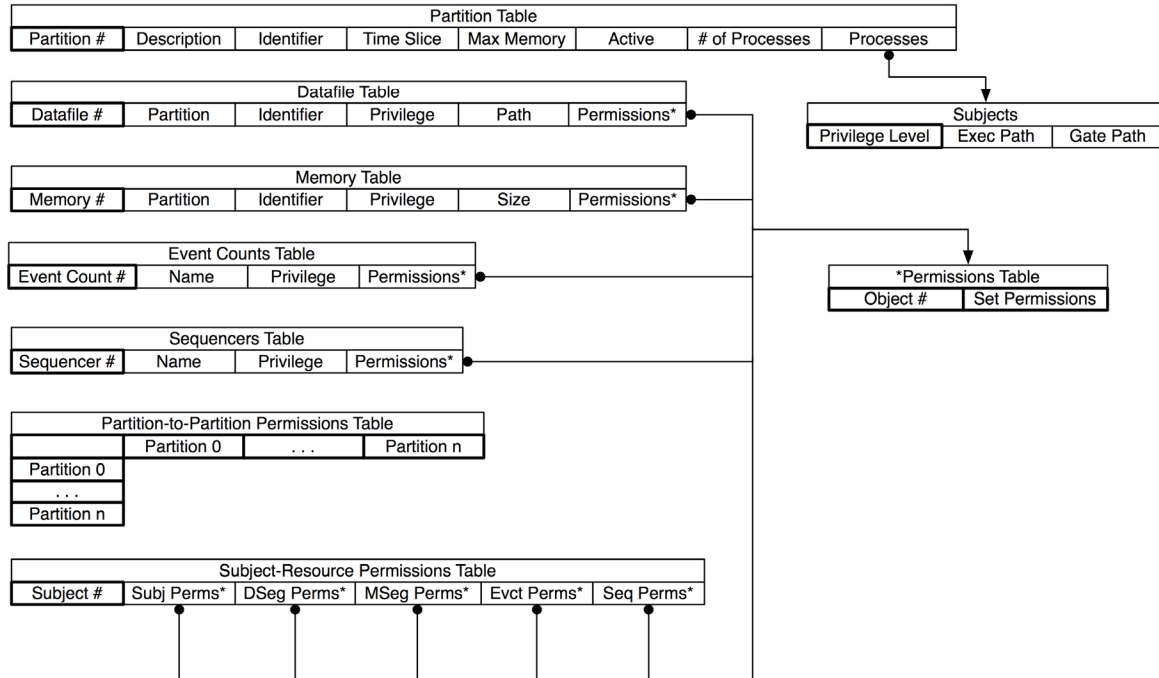 Partition Table
Partition # Description Identifier Time Slice Max Memory Active # of Processes Processes
Datafile Table
Datafile # Partition Identifier Privilege Path Permissions*
Subjects
Privilege Level Exec Path Gate Path
Memory Table
Memory # Partition Identifier Privilege Size Permissions*
Event Counts Table
Event Count # Name Privilege Permissions*
*Permissions Table
Object # Set Permissions
Sequencers Table
Sequencer # Name Privilege Permissions*
Partition-to-Partition Permissions Table
Partition 0 . . . Partition n
Partition 0
. . .
Partition n
Subject-Resource Permissions Table
Subject # Subj Perms* DSeg Perms* MSeg Perms* Evct Perms* Seq Perms*